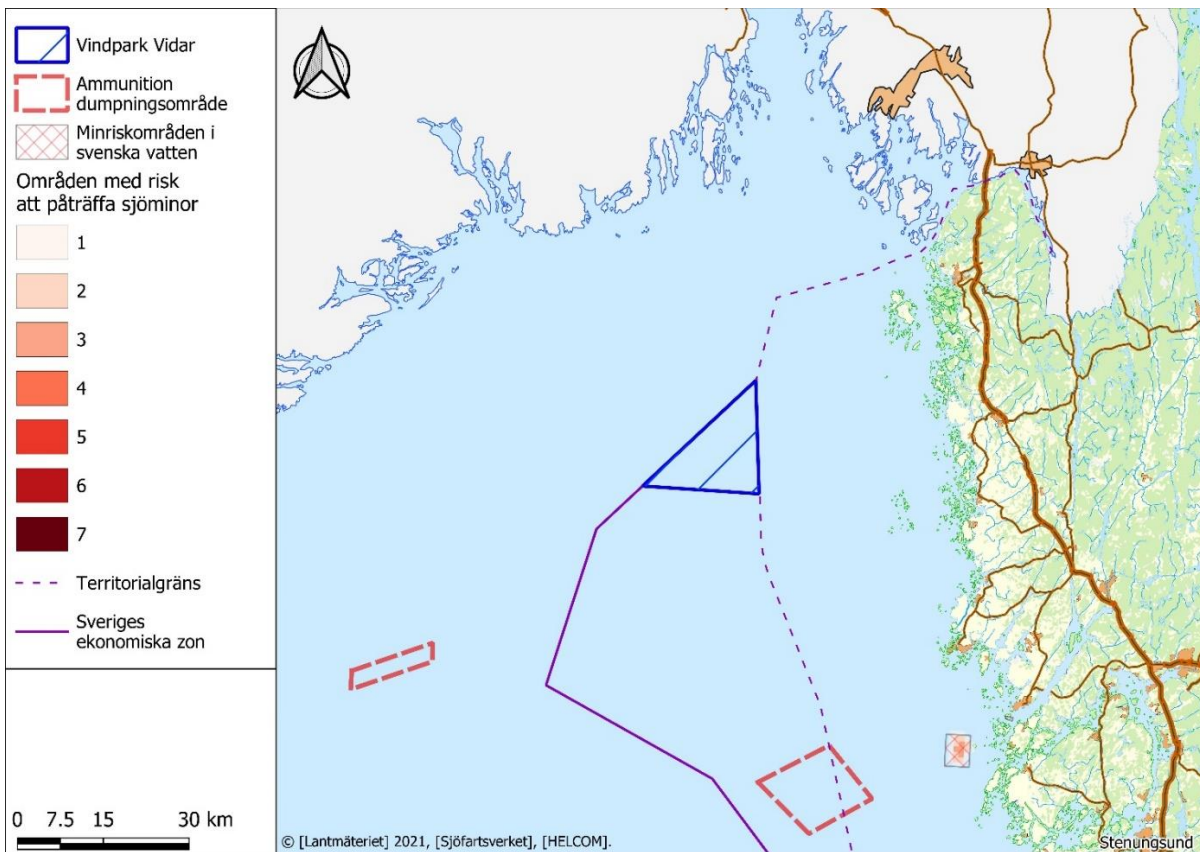 Vindpark Vidar
Ammunition
dumpningsområde
Minriskområden i
svenska vatten
Områden med risk
att påträffa sjöminor
1
2
3
4
5
6
7
Territorialgräns
Sveriges
ekonomiska zon
0 7.5 15 30 km
© [Lantmäteriet] 2021, [Sjöfartsverket], [HELCOM].
Stenungsund